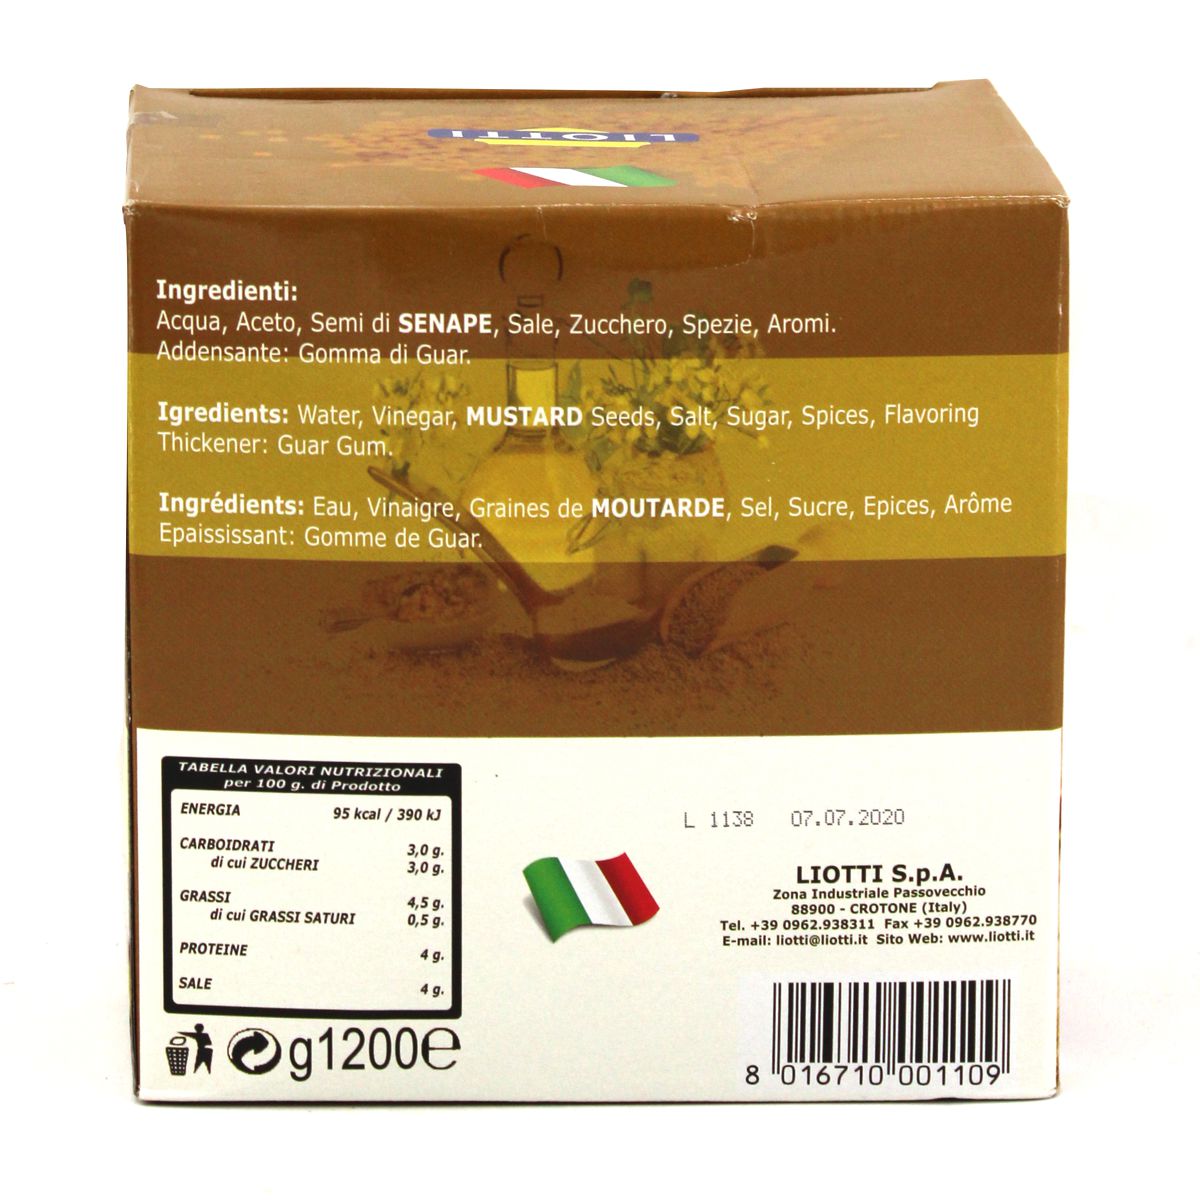 LIOTTI
Ingredienti:
Acqua, Aceto, Semi di SENAPE, Sale, Zucchero, Spezie, Aromi.
Addensante: Gomma di Guar.
Igredients: Water, Vinegar, MUSTARD Seeds, Salt, Sugar, Spices, Flavoring
Thickener: Guar Gum.
Ingrédients: Eau, Vinaigre, Graines de MOUTARDE, Sel, Sucre, Epices, Arôme
Epaississant: Gomme de Guar.
TABELLA VALORI NUTRIZIONALI
per 100 g. di Prodotto
ENERGIA 95 kcal / 390 kJ
CARBOIDRATI 3,0 g.
di cui ZUCCHERI 3,0 g.
GRASSI 4,5 g.
di cui GRASSI SATURI 0,5 g.
PROTEINE 4 g.
SALE 4 g.
g1200e
L 1138 07.07.2020
LIOTTI S.p.A.
Zona Industriale Passovecchio
88900 - CROTONE (Italy)
Tel. +39 0962.938311 Fax +39 0962.938770
E-mail: liotti@liotti.it Sito Web: www.liotti.it
8 016710 001109